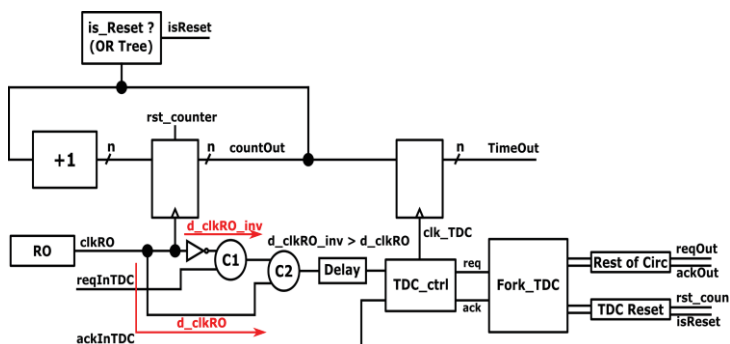 is_Reset ?
(OR Tree)
isReset
rst_counter
+1
n
n
countOut
n
TimeOut
d_clkRO_inv
d_clkRO_inv > d_clkRO
clk_TDC
RO
clkRO
C1
C2
Delay
TDC_ctrl
req
ack
Fork_TDC
Rest of Circ
reqOut
ackOut
TDC Reset
rst_coun
isReset
reqInTDC
d_clkRO
ackInTDC